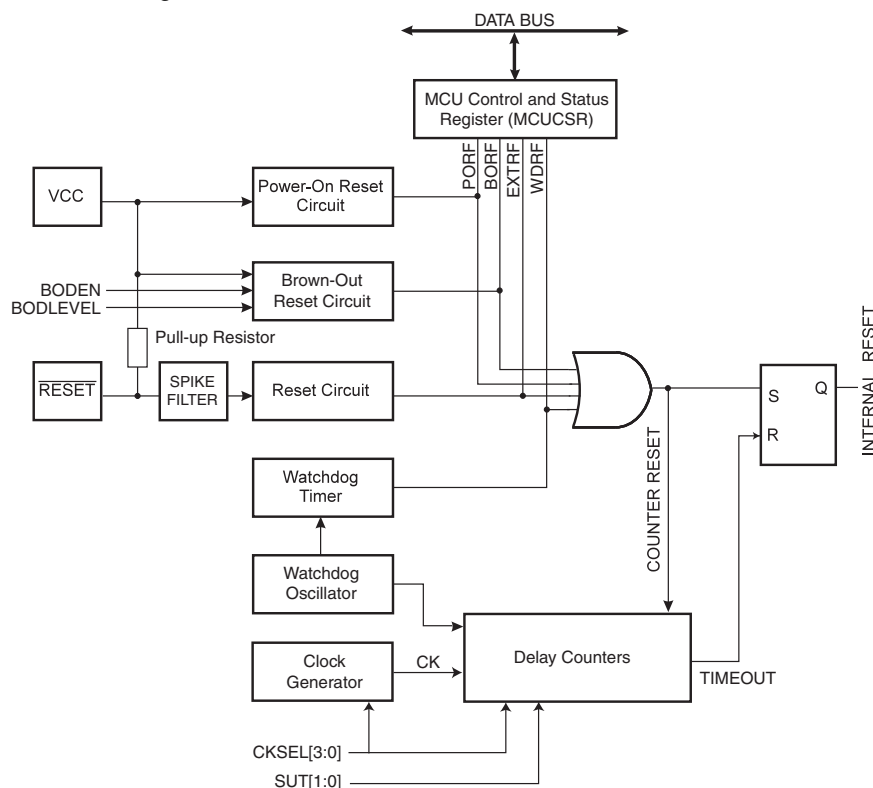 DATA BUS
MCU Control and Status
Register (MCUCSR)
PORF
BORF
EXTRF
WDRF
VCC
Power-On Reset
Circuit
BODEN
BODLEVEL
Brown-Out
Reset Circuit
Pull-up Resistor
RESET
SPIKE
FILTER
Reset Circuit
S
Q
R
INTERNAL RESET
COUNTER RESET
Watchdog
Timer
Watchdog
Oscillator
Clock
Generator
CK
Delay Counters
TIMEOUT
CKSEL[3:0]
SUT[1:0]